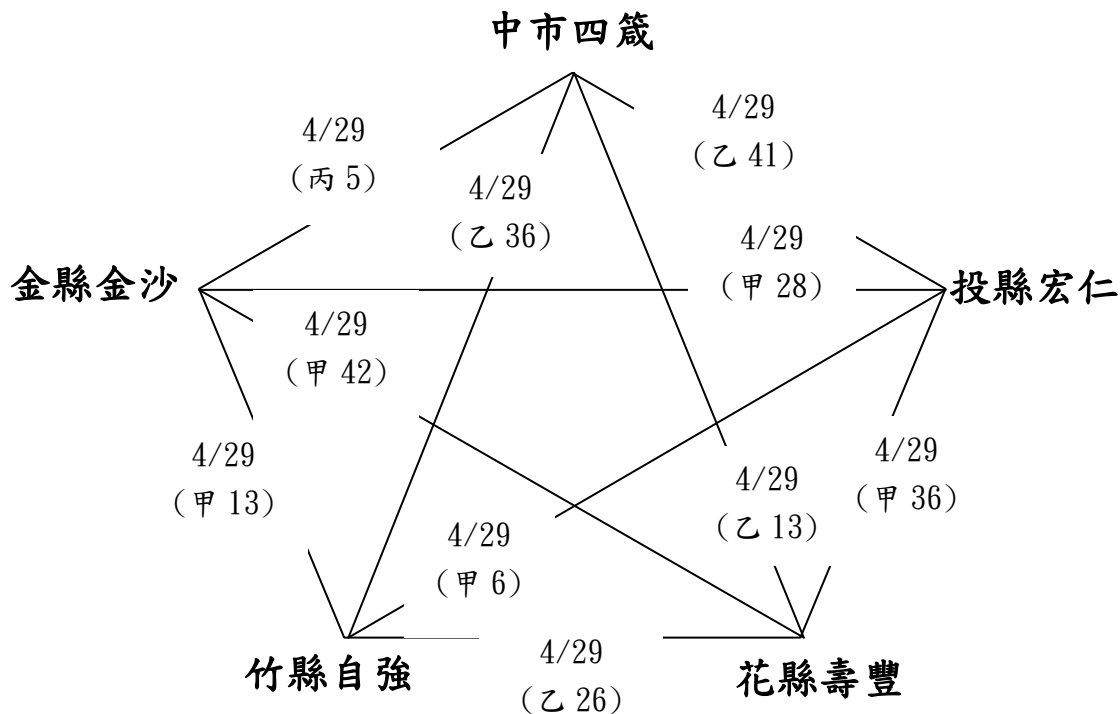 中市四箴
4/29
(乙 41)
4/29
(丙 5)
4/29
(乙 36)
4/29
(甲 28)
金縣金沙
投縣宏仁
4/29
(甲 42)
4/29
(甲 13)
4/29
(甲 36)
4/29
(乙 13)
4/29
(甲 6)
4/29
(乙 26)
竹縣自強
花縣壽豐